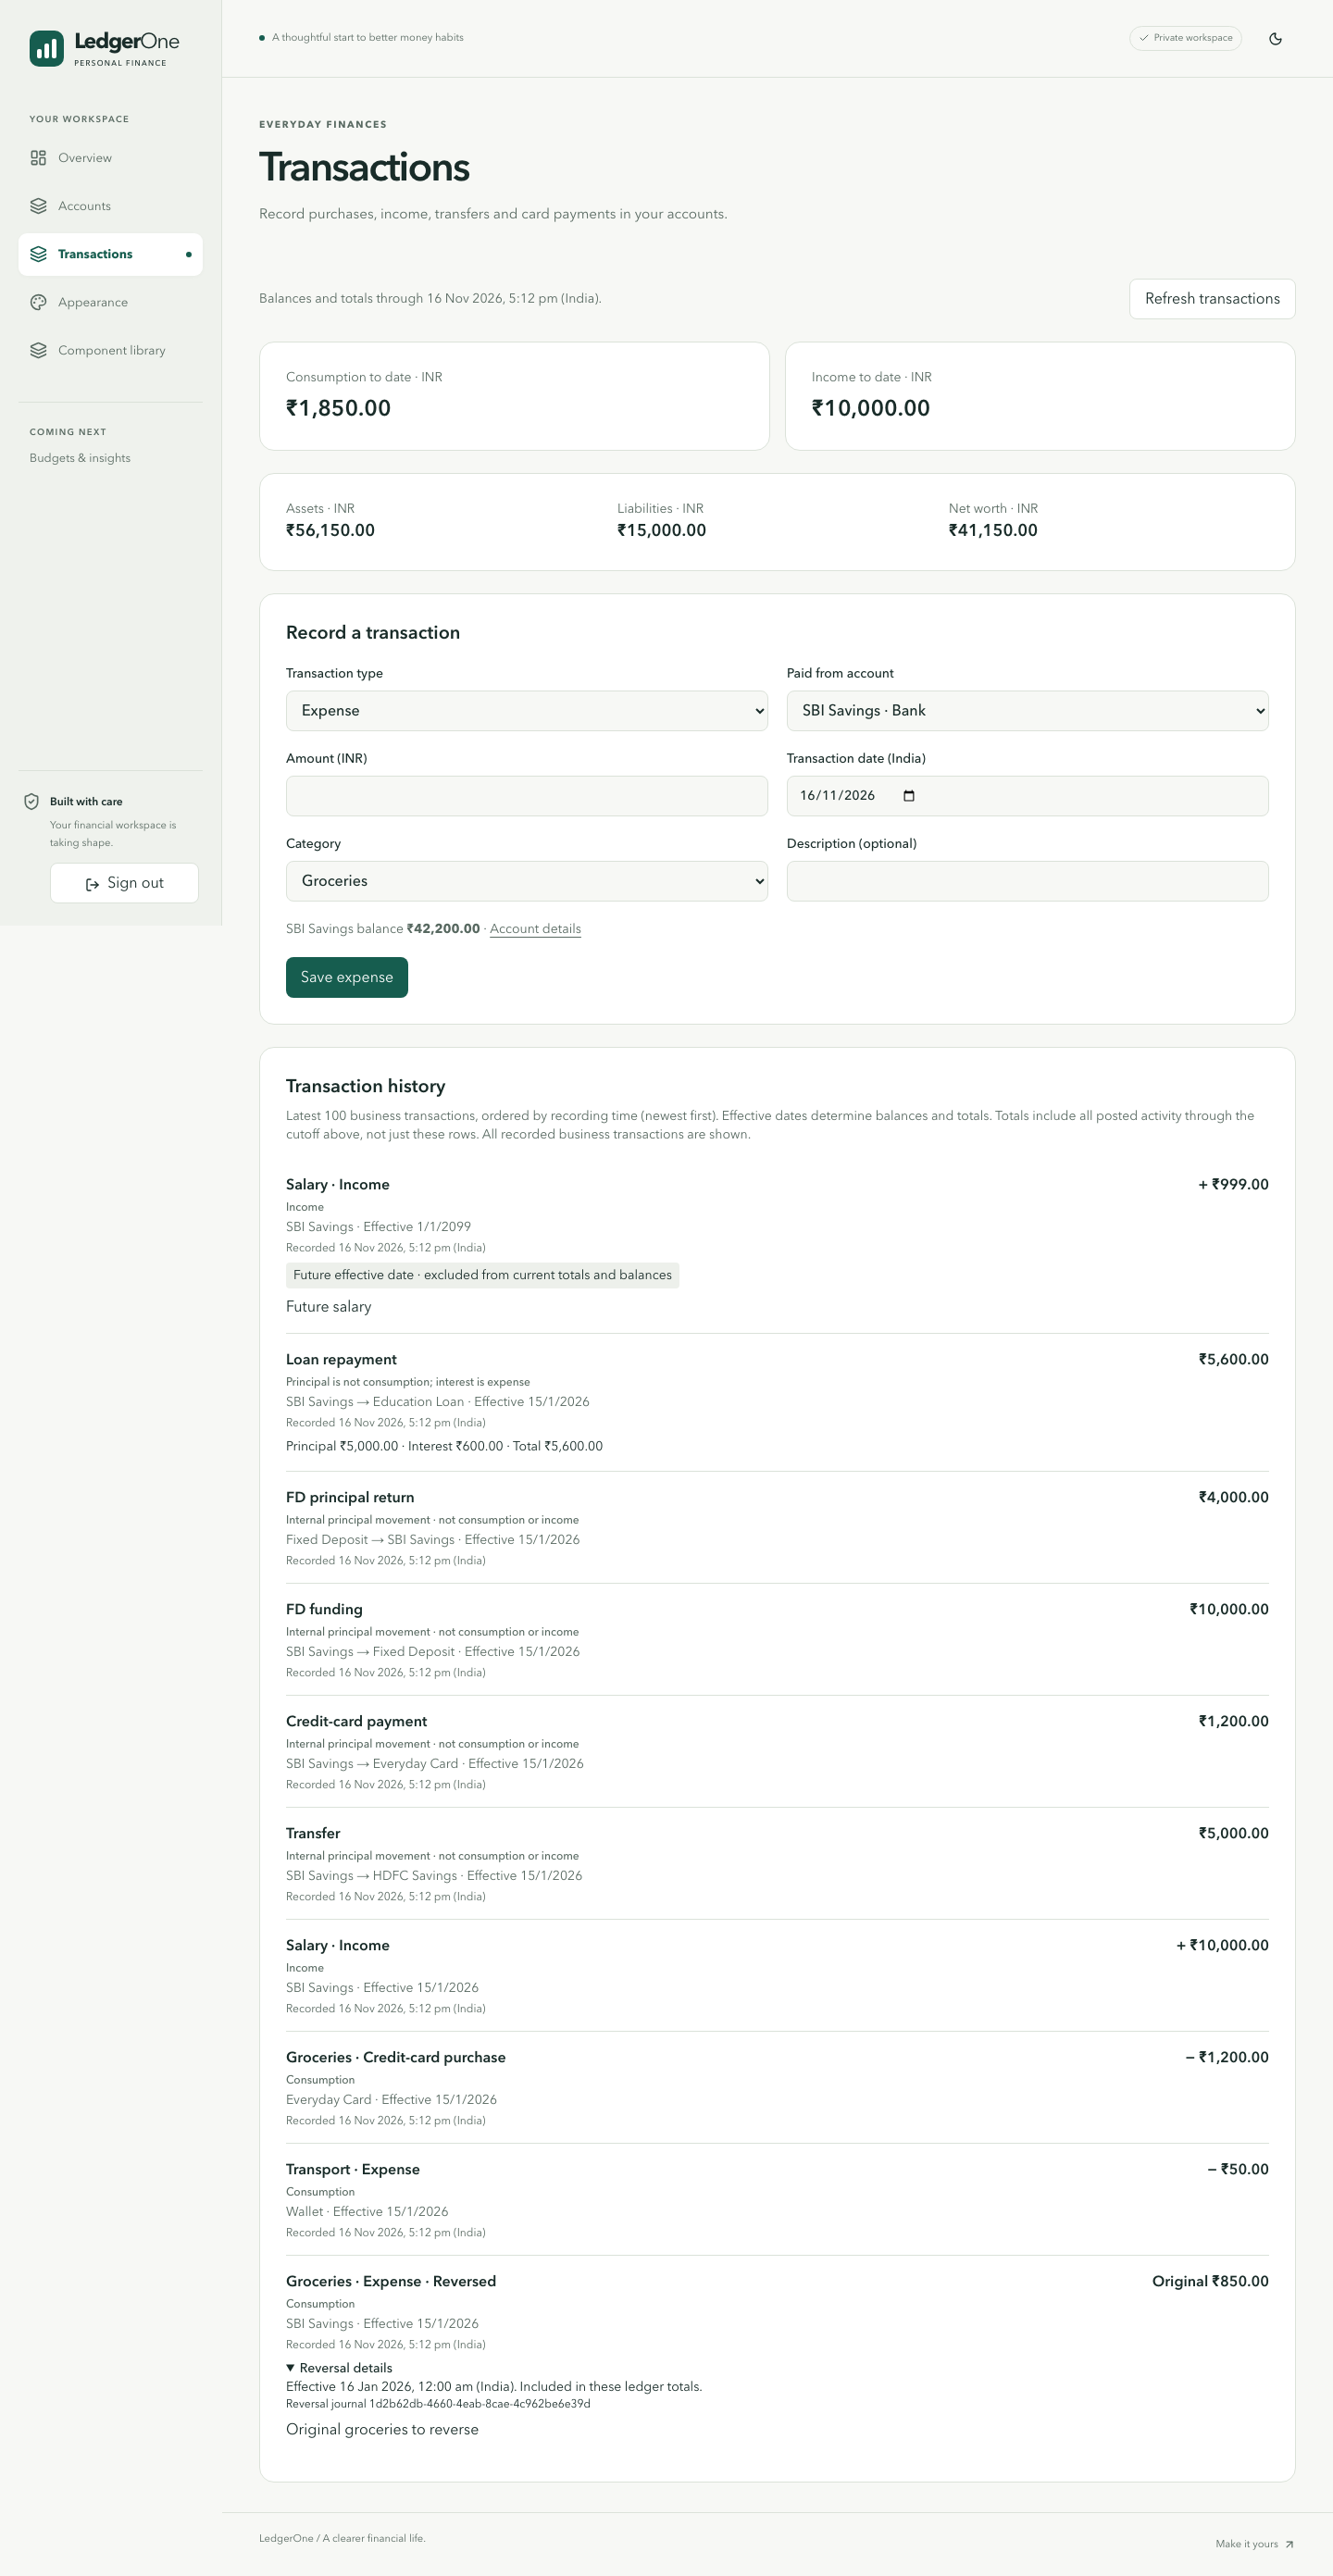 LedgerOne
PERSONAL FINANCE
YOUR WORKSPACE
Overview
Accounts
Transactions
Appearance
Component library
COMING NEXT
Budgets & insights
Built with care
Your financial workspace is
taking shape.
Sign out
A thoughtful start to better money habits
Private workspace
EVERYDAY FINANCES
Transactions
Record purchases, income, transfers and card payments in your accounts.
Balances and totals through 16 Nov 2026, 5:12 pm (India).
Refresh transactions
Consumption to date · INR
₹1,850.00
Income to date · INR
₹10,000.00
Assets · INR
₹56,150.00
Liabilities · INR
₹15,000.00
Net worth · INR
₹41,150.00
Record a transaction
Transaction type
Expense
Paid from account
SBI Savings · Bank
Amount (INR)
Transaction date (India)
16/11/2026
Category
Groceries
Description (optional)
SBI Savings balance ₹42,200.00 · Account details
Save expense
Transaction history
Latest 100 business transactions, ordered by recording time (newest first). Effective dates determine balances and totals. Totals include all posted activity through the
cutoff above, not just these rows. All recorded business transactions are shown.
Salary · Income + ₹999.00
Income
SBI Savings · Effective 1/1/2099
Recorded 16 Nov 2026, 5:12 pm (India)
Future effective date · excluded from current totals and balances
Future salary
Loan repayment ₹5,600.00
Principal is not consumption; interest is expense
SBI Savings → Education Loan · Effective 15/1/2026
Recorded 16 Nov 2026, 5:12 pm (India)
Principal ₹5,000.00 · Interest ₹600.00 · Total ₹5,600.00
FD principal return ₹4,000.00
Internal principal movement · not consumption or income
Fixed Deposit → SBI Savings · Effective 15/1/2026
Recorded 16 Nov 2026, 5:12 pm (India)
FD funding ₹10,000.00
Internal principal movement · not consumption or income
SBI Savings → Fixed Deposit · Effective 15/1/2026
Recorded 16 Nov 2026, 5:12 pm (India)
Credit-card payment ₹1,200.00
Internal principal movement · not consumption or income
SBI Savings → Everyday Card · Effective 15/1/2026
Recorded 16 Nov 2026, 5:12 pm (India)
Transfer ₹5,000.00
Internal principal movement · not consumption or income
SBI Savings → HDFC Savings · Effective 15/1/2026
Recorded 16 Nov 2026, 5:12 pm (India)
Salary · Income + ₹10,000.00
Income
SBI Savings · Effective 15/1/2026
Recorded 16 Nov 2026, 5:12 pm (India)
Groceries · Credit-card purchase − ₹1,200.00
Consumption
Everyday Card · Effective 15/1/2026
Recorded 16 Nov 2026, 5:12 pm (India)
Transport · Expense − ₹50.00
Consumption
Wallet · Effective 15/1/2026
Recorded 16 Nov 2026, 5:12 pm (India)
Groceries · Expense · Reversed Original ₹850.00
Consumption
SBI Savings · Effective 15/1/2026
Recorded 16 Nov 2026, 5:12 pm (India)
▼ Reversal details
Effective 16 Jan 2026, 12:00 am (India). Included in these ledger totals.
Reversal journal 1d2b62db-4660-4eab-8cae-4c962be6e39d
Original groceries to reverse
LedgerOne / A clearer financial life.
Make it yours